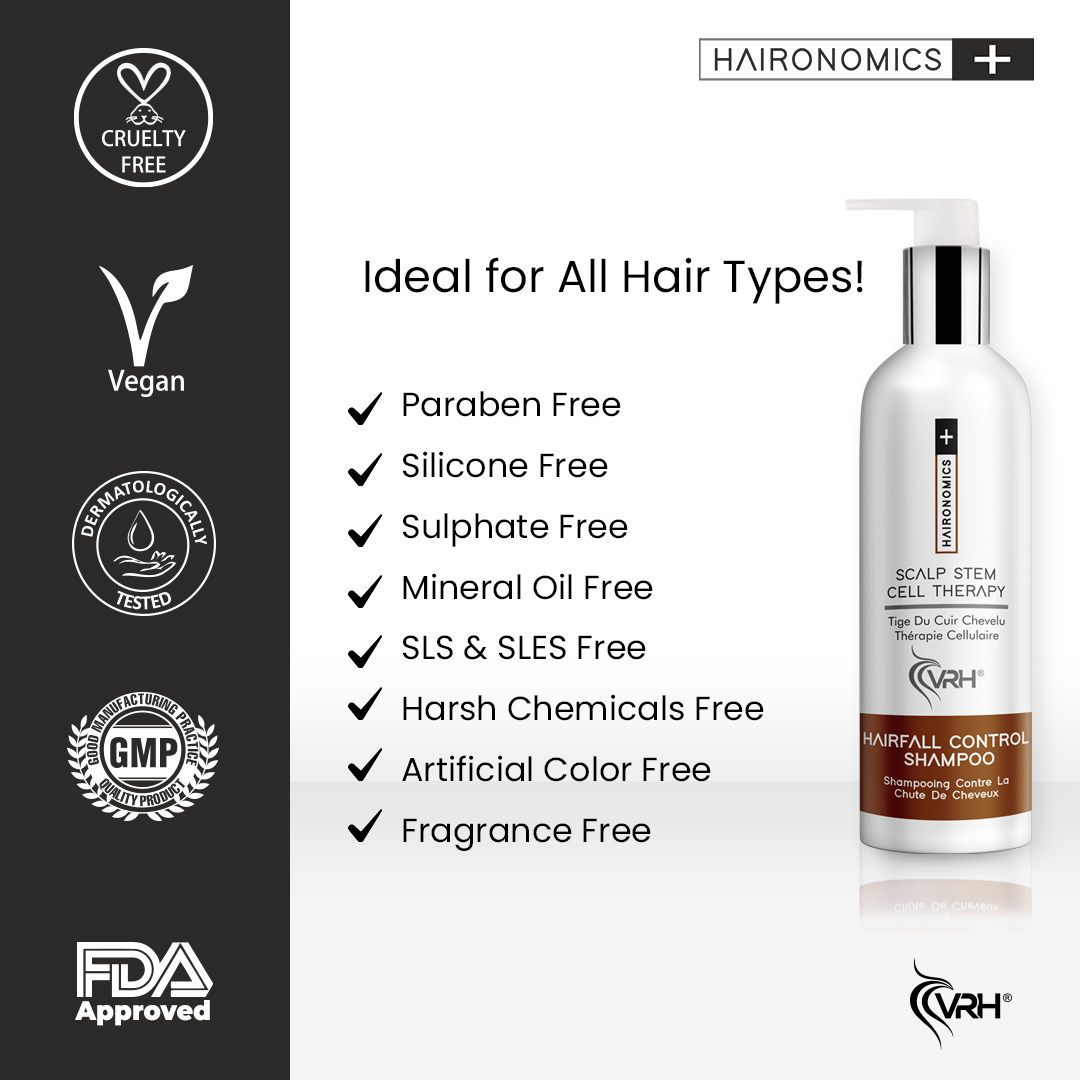 CRUELTY
FREE
Vegan
DERMATOLOGICALLY
TESTED
GOOD MANUFACTURING PRACTICE
GMP
QUALITY PRODUCT
FDA
Approved
HAIRONOMICS +
Ideal for All Hair Types!
Paraben Free
Silicone Free
Sulphate Free
Mineral Oil Free
SLS & SLES Free
Harsh Chemicals Free
Artificial Color Free
Fragrance Free
HAIRONOMICS +
SCALP STEM
CELL THERAPY
Tige Du Cuir Chevelu
Thérapie Cellulaire
VRH®
HAIRFALL CONTROL
SHAMPOO
Shampooing Contre La
Chute De Cheveux
VRH®